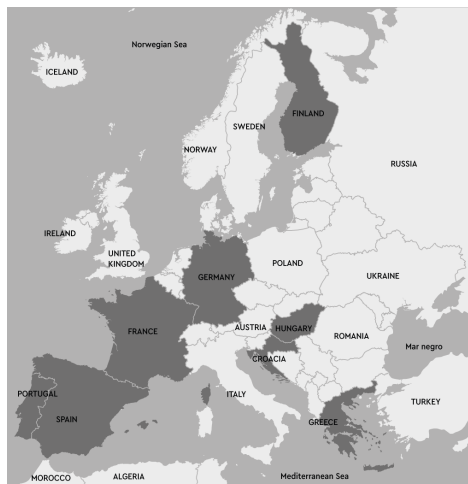 Norwegian Sea
ICELAND
FINLAND
SWEDEN
NORWAY
RUSSIA
IRELAND
UNITED
KINGDOM
POLAND
GERMANY
UKRAINE
FRANCE
AUSTRIA
HUNGARY
ROMANIA
Mar negro
CROACIA
PORTUGAL
ITALY
SPAIN
TURKEY
GREECE
MOROCCO
ALGERIA
Mediterranean Sea